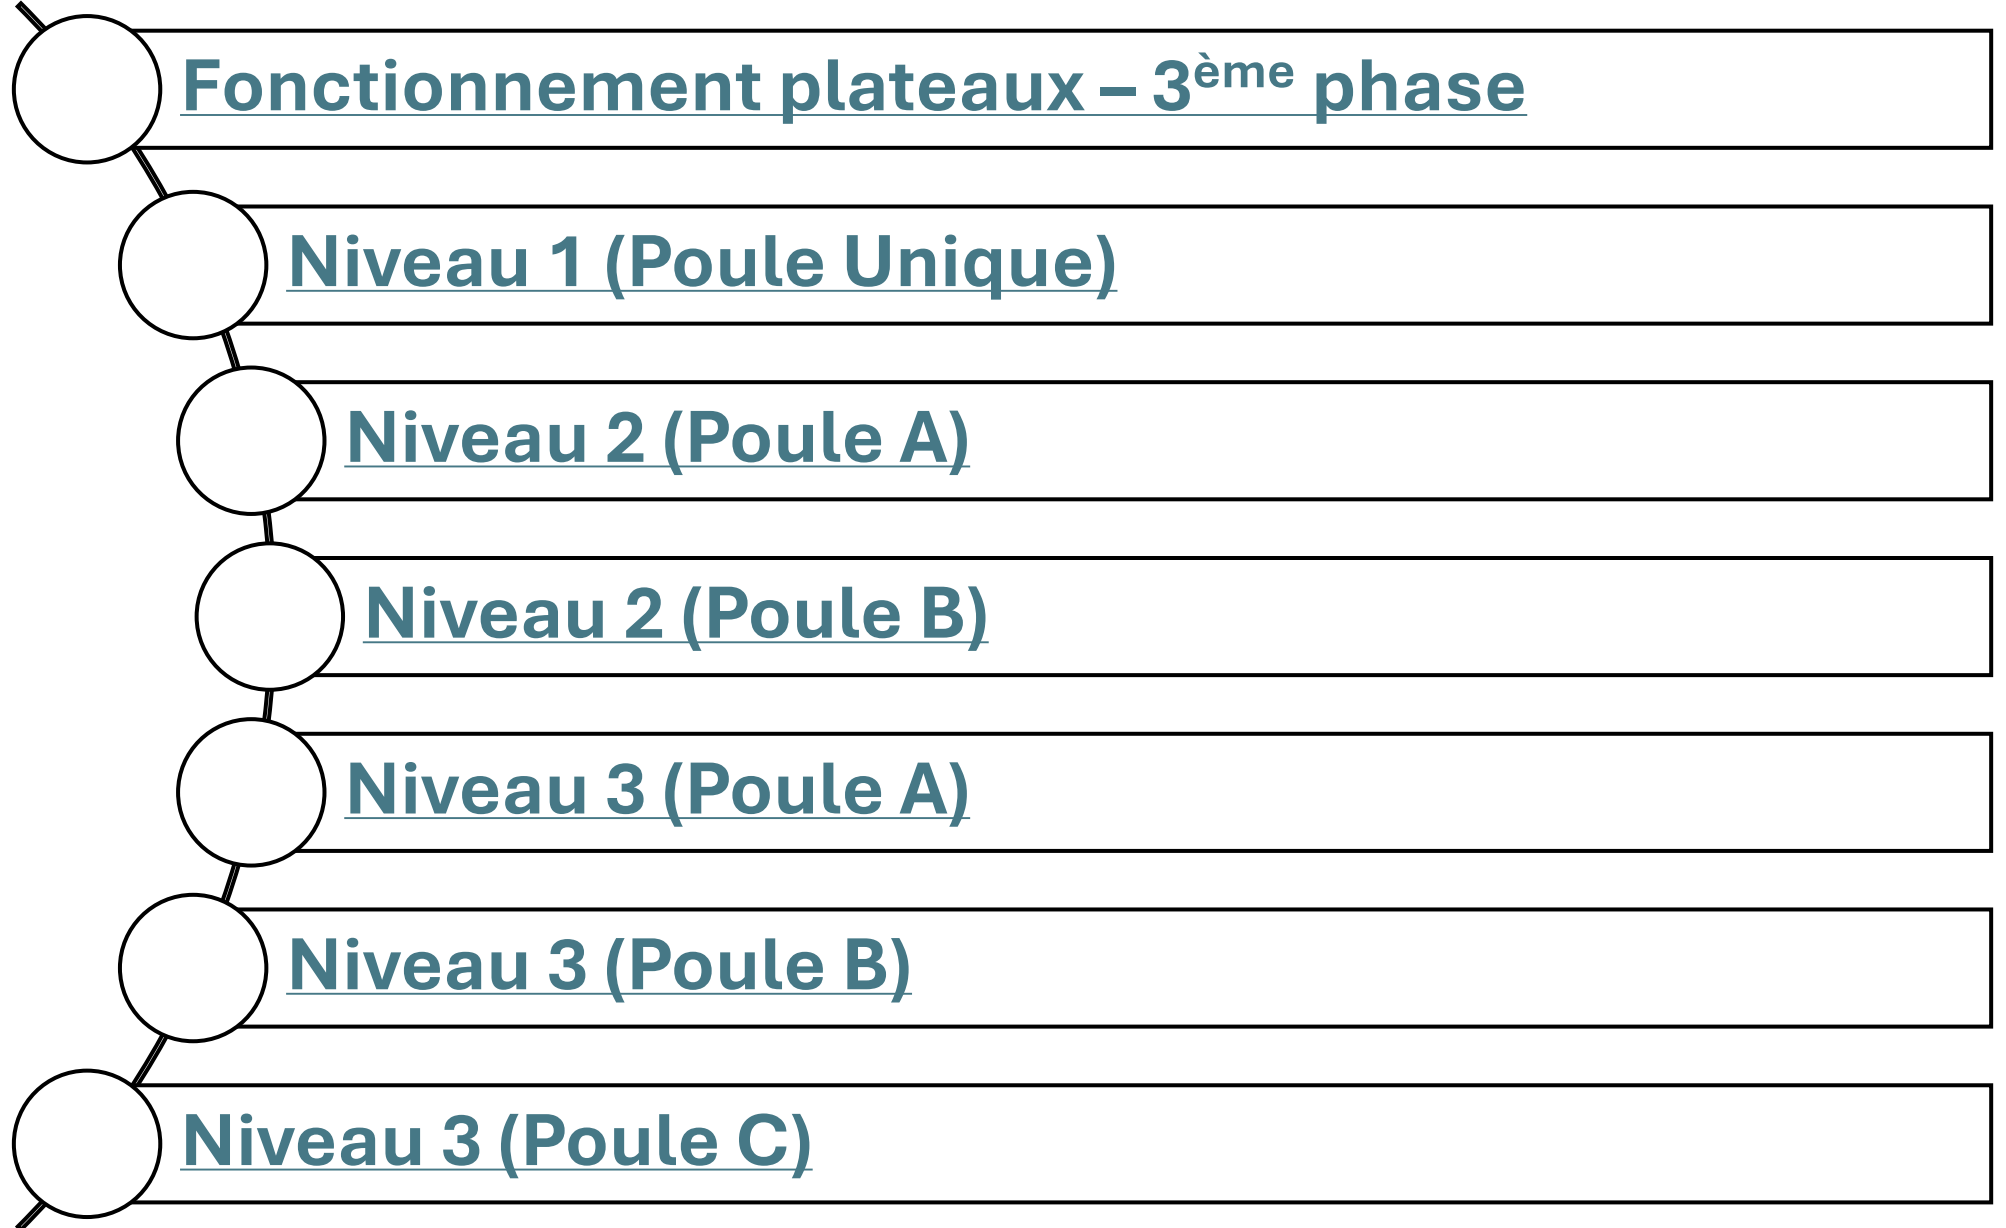 Fonctionnement plateaux – 3ème phase
Niveau 1 (Poule Unique)
Niveau 2 (Poule A)
Niveau 2 (Poule B)
Niveau 3 (Poule A)
Niveau 3 (Poule B)
Niveau 3 (Poule C)